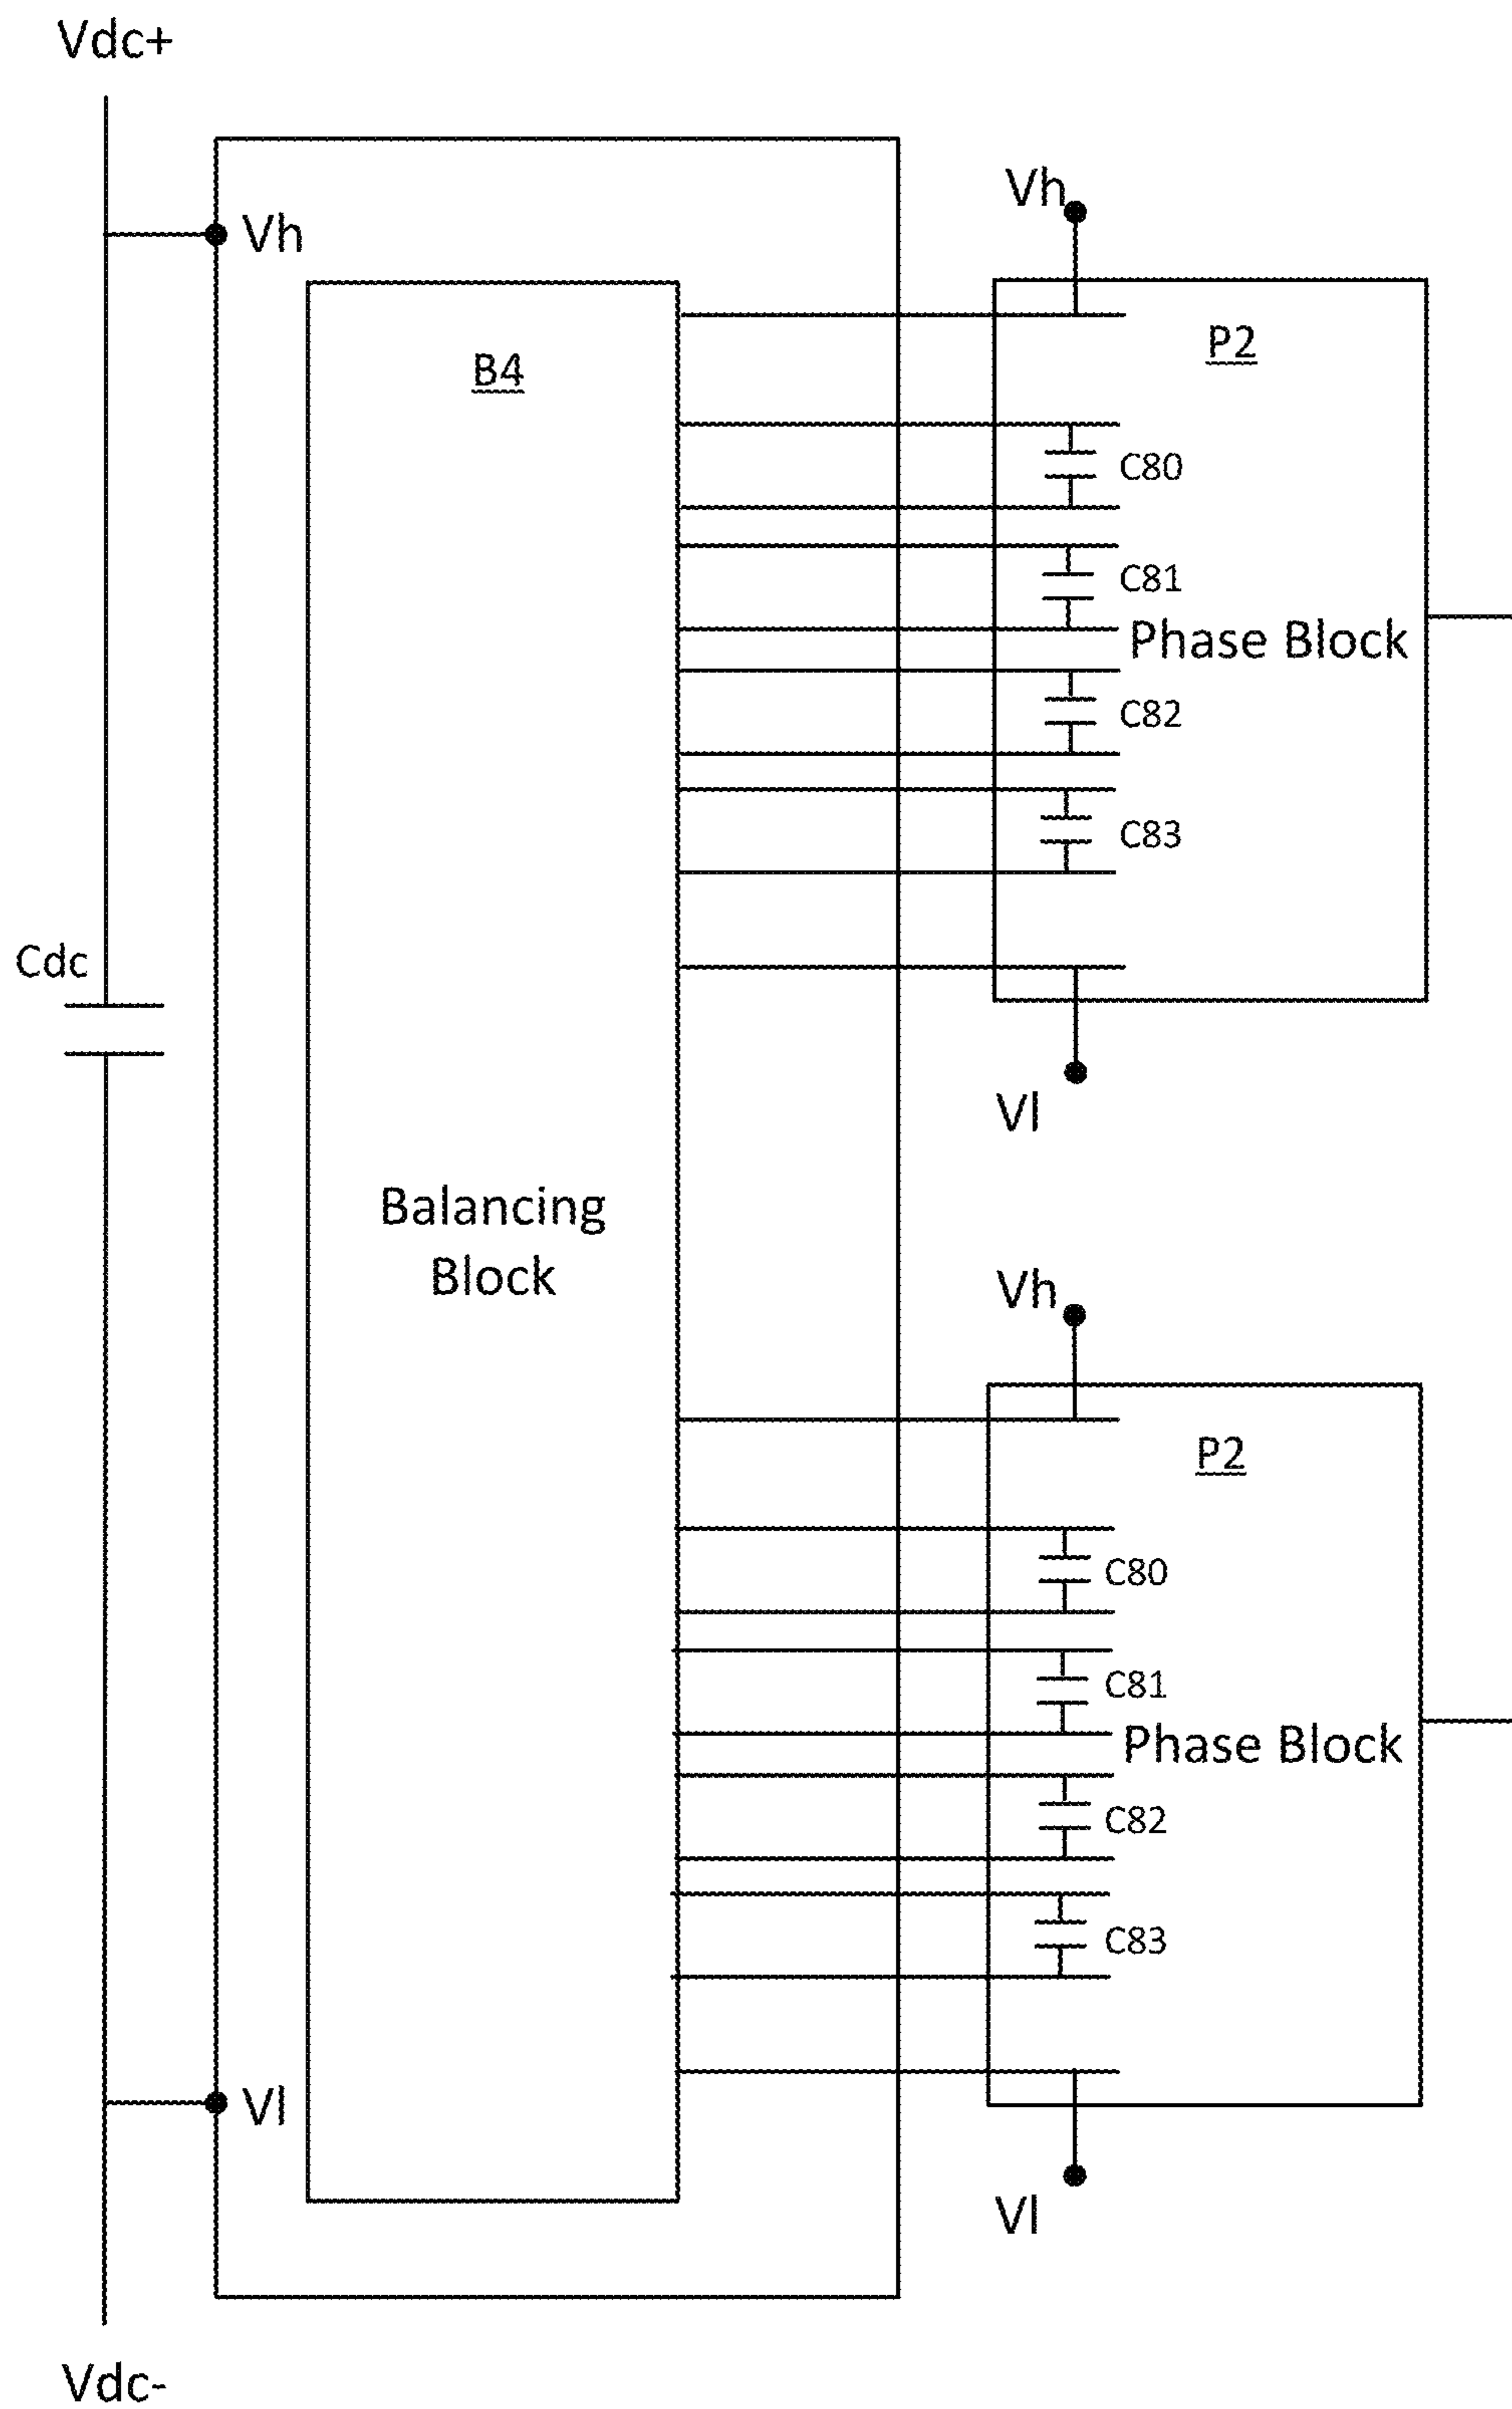 Vdc+
Vh
Vh
B4
P2
C80
C81
Phase Block
C82
C83
Cdc
Vl
Balancing
Block
Vh
P2
C80
C81
Phase Block
C82
C83
Vl
Vl
Vdc-